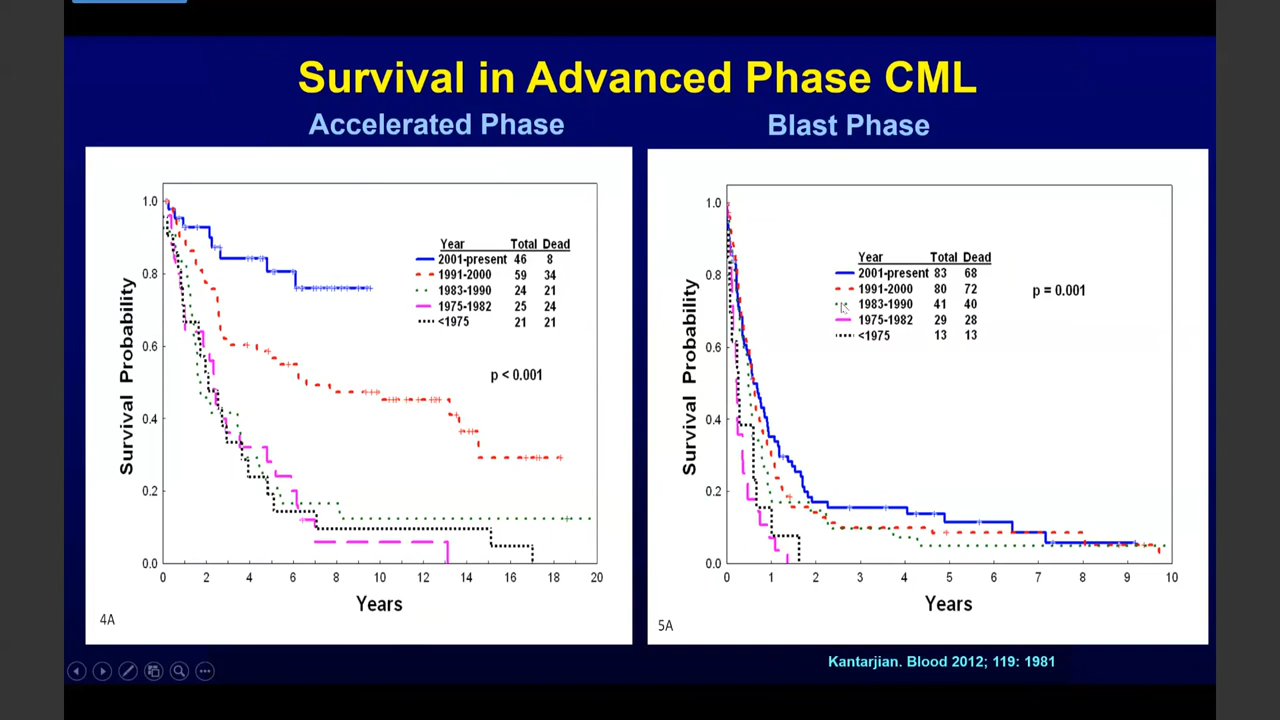 Survival in Advanced Phase CML
Accelerated Phase
Survival Probability
1.0
0.8
0.6
0.4
0.2
0.0
Year Total Dead
2001-present 46 8
1991-2000 59 34
1983-1990 24 21
1975-1982 25 24
<1975 21 21
p < 0.001
0 2 4 6 8 10 12 14 16 18 20
Years
4A
Blast Phase
Survival Probability
1.0
0.8
0.6
0.4
0.2
0.0
Year Total Dead
2001-present 83 68
1991-2000 80 72
1983-1990 41 40
1975-1982 29 28
<1975 13 13
p = 0.001
0 1 2 3 4 5 6 7 8 9 10
Years
5A
Kantarjian. Blood 2012; 119: 1981